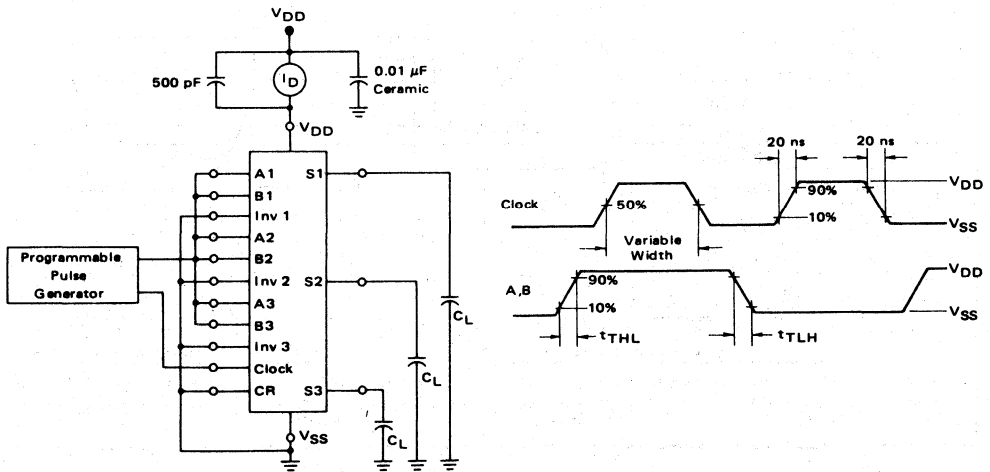 VDD
500 pF
ID
0.01 µF
Ceramic
VDD
A1
B1
Inv 1
A2
B2
Inv 2
A3
B3
Inv 3
Clock
CR
S1
S2
S3
Programmable
Pulse
Generator
CL
CL
CL
VSS
20 ns
20 ns
Clock
50%
90%
10%
VDD
VSS
Variable
Width
A,B
90%
10%
VDD
VSS
tTHL
tTLH